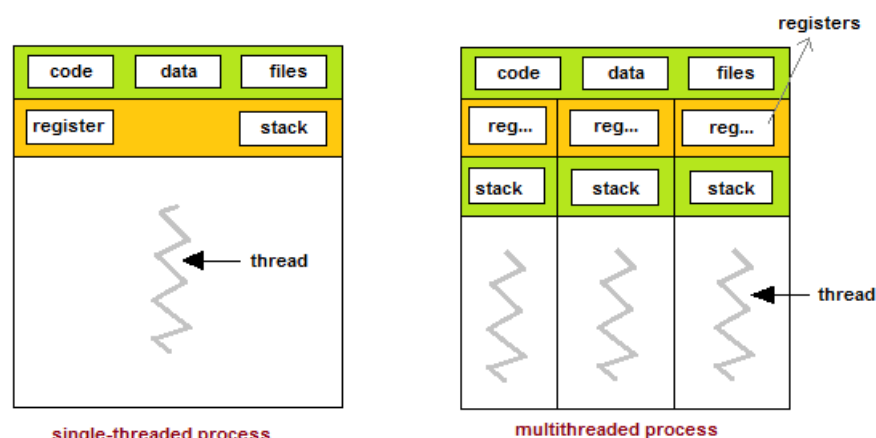 registers
code data files
register stack
thread
single-threaded process
code data files
reg... reg... reg...
stack stack stack
thread
multithreaded process